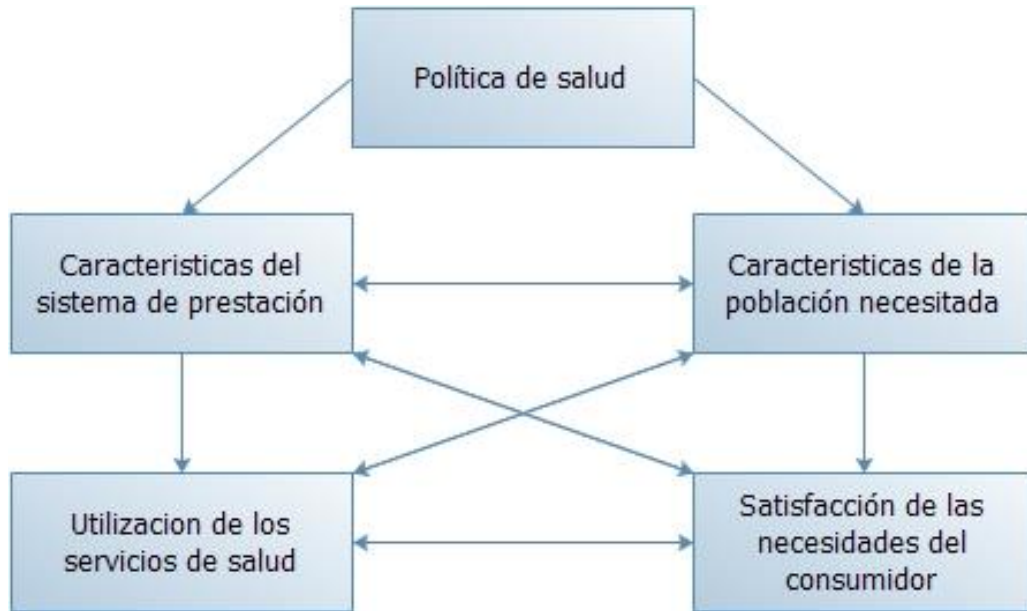 Política de salud
Caracteristicas del
sistema de prestación
Caracteristicas de la
población necesitada
Utilizacion de los
servicios de salud
Satisfacción de las
necesidades del
consumidor